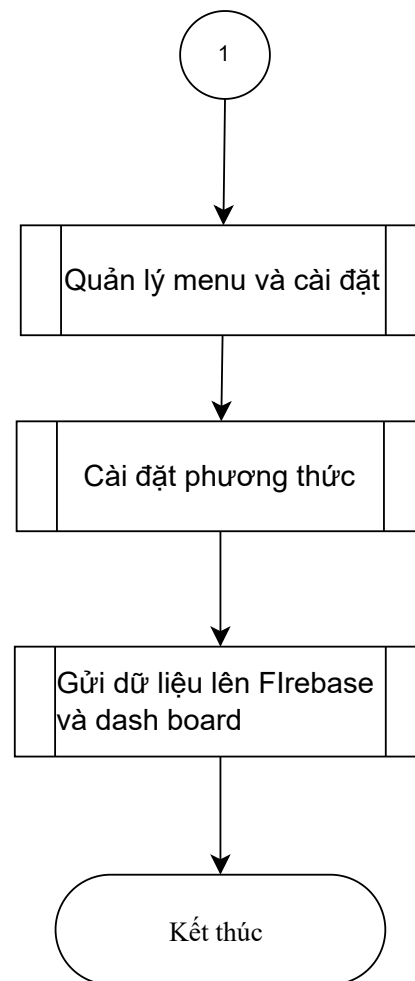 1
Quản lý menu và cài đặt
Cài đặt phương thức
Gửi dữ liệu lên FIrebase
và dash board
Kết thúc